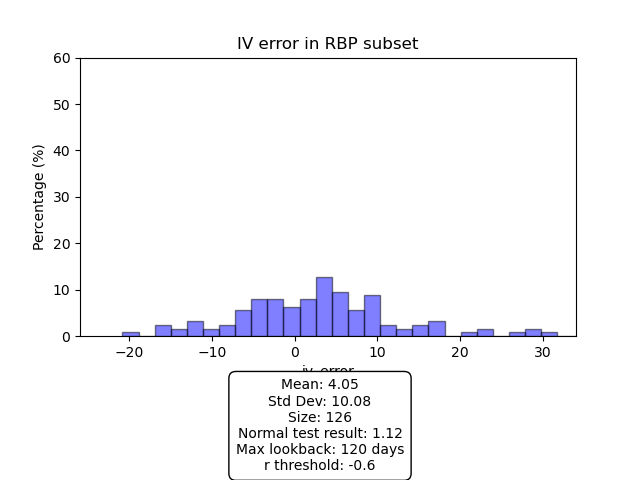 IV error in RBP subset
60
50
40
30
20
10
0
Percentage (%)
−20 −10 0 10 20 30
iv_error
Mean: 4.05
Std Dev: 10.08
Size: 126
Normal test result: 1.12
Max lookback: 120 days
r threshold: -0.6